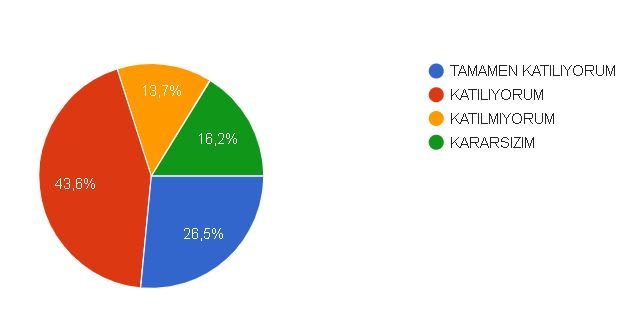 TAMAMEN KATILIYORUM
KATILIYORUM
KATILMIYORUM
KARARSIZIM
13,7%
16,2%
43,6%
26,5%